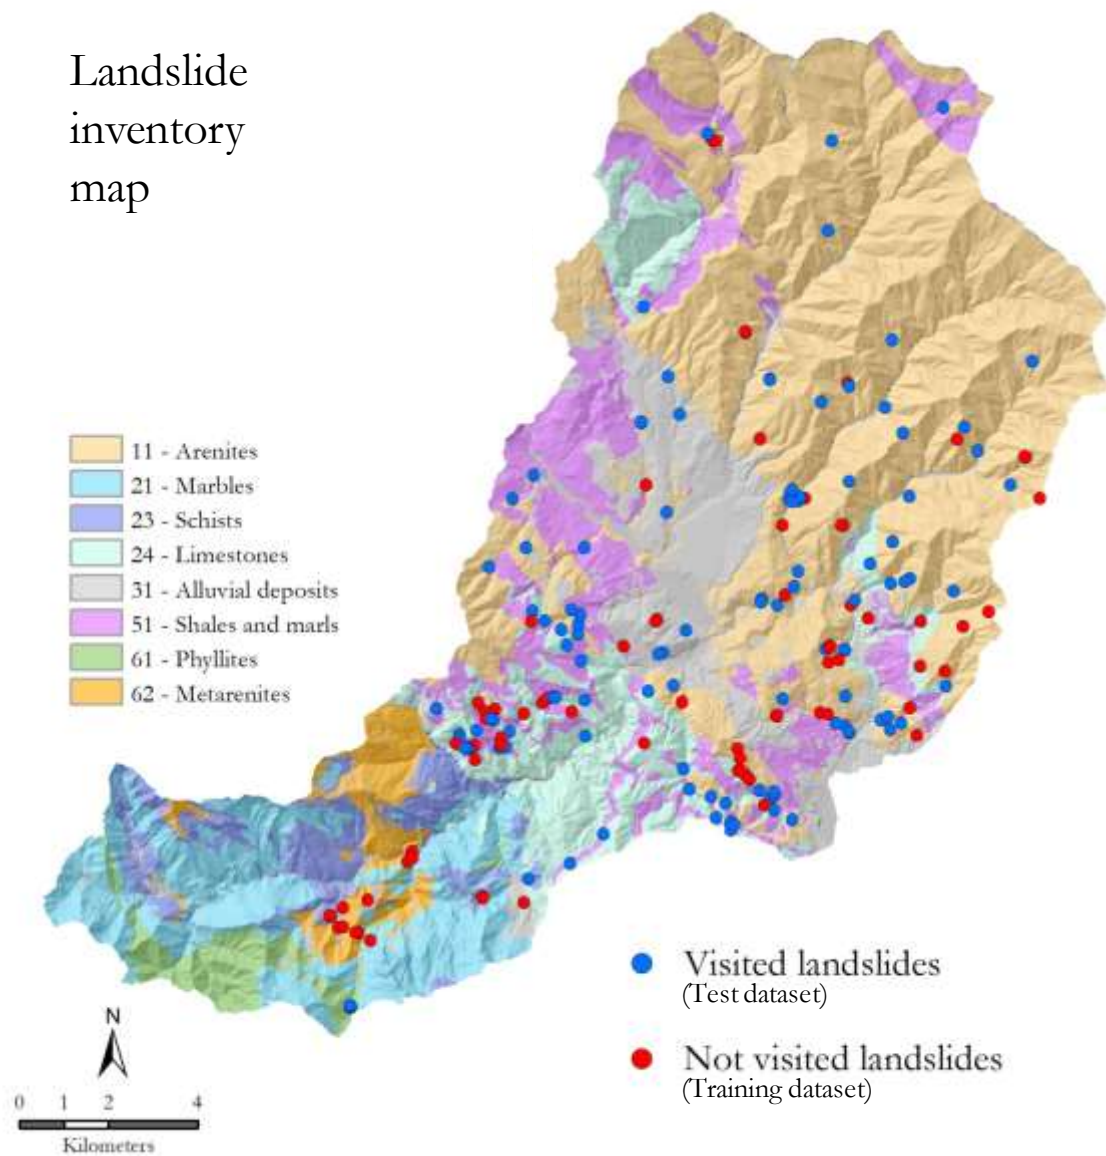 Landslide
inventory
map
11 - Arenites
21 - Marbles
23 - Schists
24 - Limestones
31 - Alluvial deposits
51 - Shales and marls
61 - Phyllites
62 - Metarenites
Visited landslides
(Test dataset)
Not visited landslides
(Training dataset)
N
0 1 2 4
Kilometers